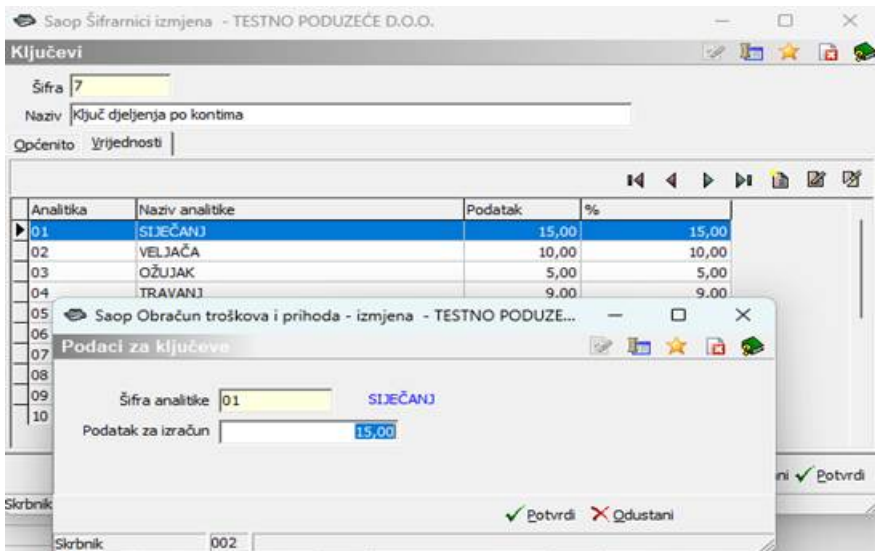 Saop Šifrarnici izmjena - TESTNO PODUZEĆE D.O.O.
Ključevi
Šifra 7
Naziv Ključ djeljenja po kontima
Općenito Vrijednosti
Analitika Naziv analitike Podatak %
01 SIJEČANJ 15,00 15,00
02 VELJAČA 10,00 10,00
03 OŽUJAK 5,00 5,00
04 TRAVANJ 9,00 9,00
05
06
07
08
09
10
Saop Obračun troškova i prihoda - izmjena - TESTNO PODUZE...
Podaci za ključeve
Šifra analitike 01 SIJEČANJ
Podatak za izračun 15,00
Potvrdi Odustani
Skrbnik 002
ni Potvrdi
Skrbnik